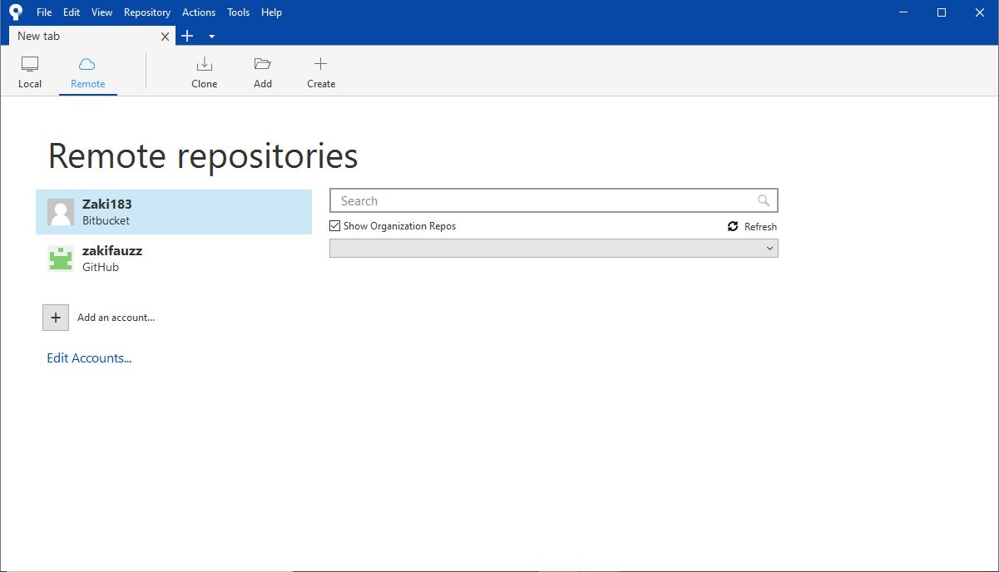 File Edit View Repository Actions Tools Help
New tab
Local Remote Clone Add Create
Remote repositories
Zaki183
Bitbucket
zakifauzz
GitHub
Add an account...
Edit Accounts...
Search
Show Organization Repos Refresh